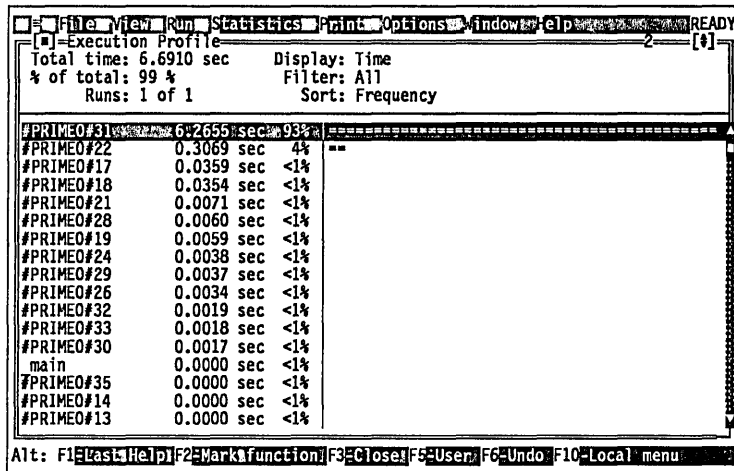 ≡ File View Run Statistics Print Options Window Help READY
[■]=Execution Profile 2 [↕]
Total time: 6.6910 sec Display: Time
% of total: 99 % Filter: All
Runs: 1 of 1 Sort: Frequency
#PRIME0#31 6.2655 sec 93%
#PRIME0#22 0.3069 sec 4%
#PRIME0#17 0.0359 sec <1%
#PRIME0#18 0.0354 sec <1%
#PRIME0#21 0.0071 sec <1%
#PRIME0#28 0.0060 sec <1%
#PRIME0#19 0.0059 sec <1%
#PRIME0#24 0.0038 sec <1%
#PRIME0#29 0.0037 sec <1%
#PRIME0#26 0.0034 sec <1%
#PRIME0#32 0.0019 sec <1%
#PRIME0#33 0.0018 sec <1%
#PRIME0#30 0.0017 sec <1%
_main 0.0000 sec <1%
#PRIME0#35 0.0000 sec <1%
#PRIME0#14 0.0000 sec <1%
#PRIME0#13 0.0000 sec <1%
Alt: F1-Last Help F2-Mark function F3-Close F5-User F6-Undo F10-Local menu